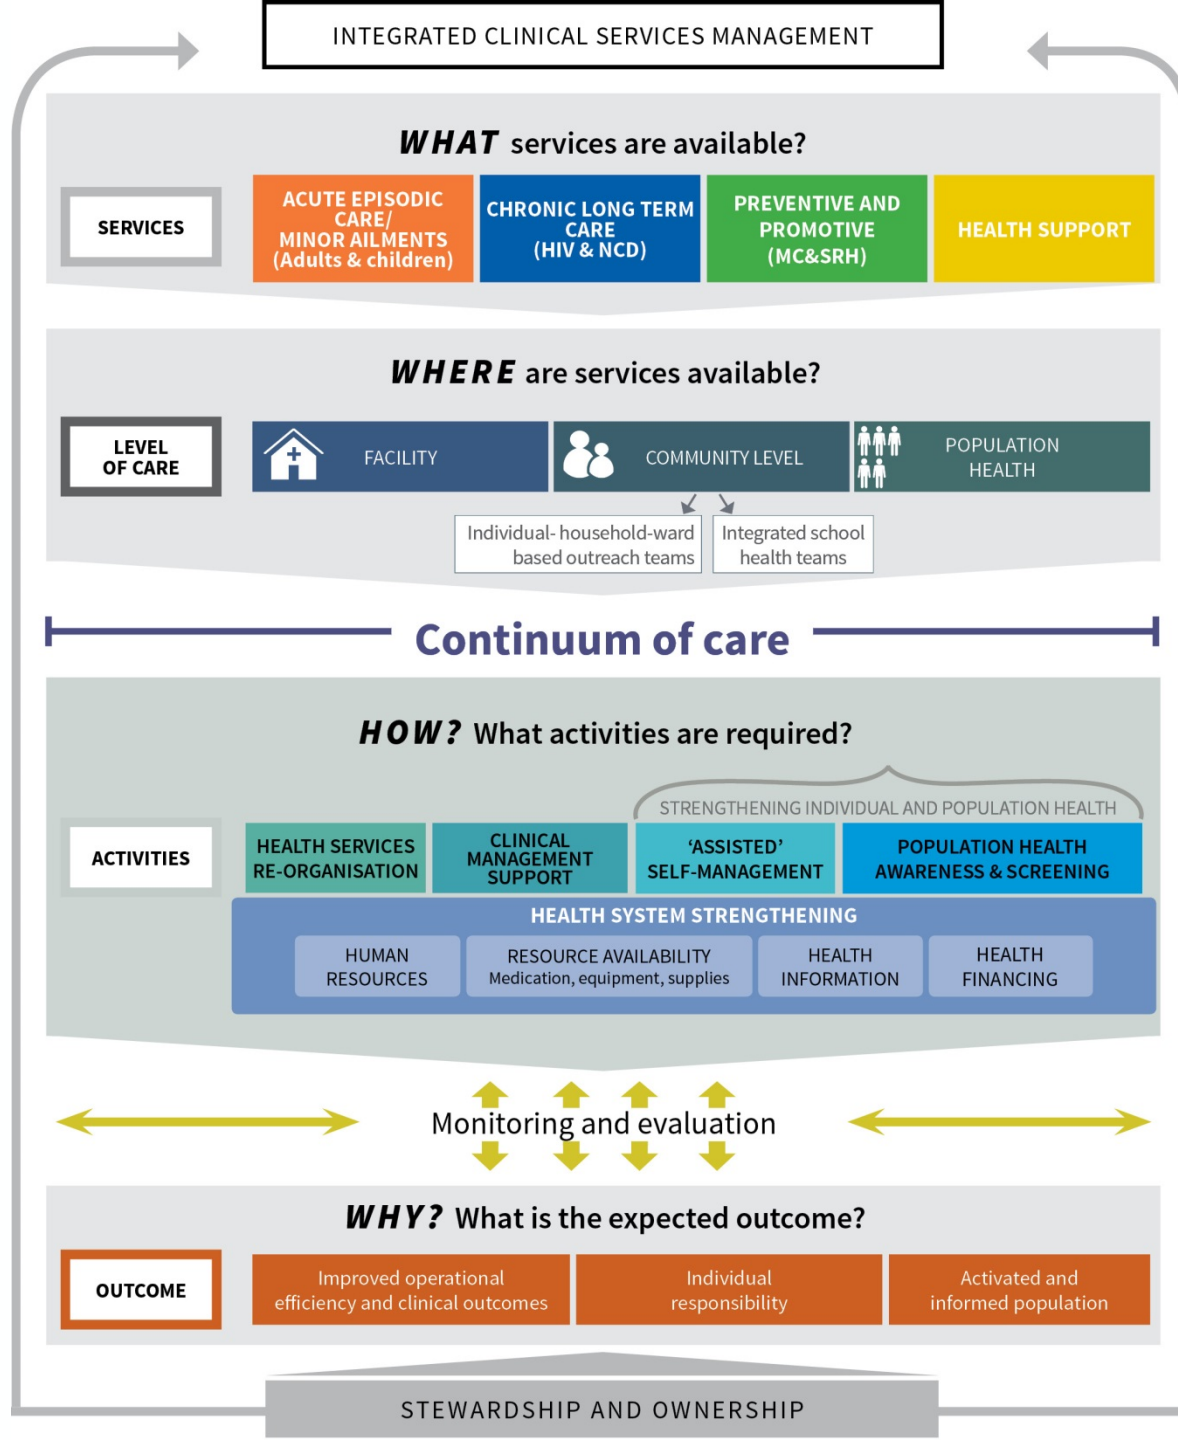 INTEGRATED CLINICAL SERVICES MANAGEMENT
WHAT services are available?
SERVICES
ACUTE EPISODIC
CARE/
MINOR AILMENTS
(Adults & children)
CHRONIC LONG TERM
CARE
(HIV & NCD)
PREVENTIVE AND
PROMOTIVE
(MC&SRH)
HEALTH SUPPORT
WHERE are services available?
LEVEL
OF CARE
FACILITY
COMMUNITY LEVEL
POPULATION
HEALTH
Individual- household-ward
based outreach teams
Integrated school
health teams
Continuum of care
HOW? What activities are required?
STRENGTHENING INDIVIDUAL AND POPULATION HEALTH
ACTIVITIES
HEALTH SERVICES
RE-ORGANISATION
CLINICAL
MANAGEMENT
SUPPORT
‘ASSISTED’
SELF-MANAGEMENT
POPULATION HEALTH
AWARENESS & SCREENING
HEALTH SYSTEM STRENGTHENING
HUMAN
RESOURCES
RESOURCE AVAILABILITY
Medication, equipment, supplies
HEALTH
INFORMATION
HEALTH
FINANCING
Monitoring and evaluation
WHY? What is the expected outcome?
OUTCOME
Improved operational
efficiency and clinical outcomes
Individual
responsibility
Activated and
informed population
STEWARDSHIP AND OWNERSHIP